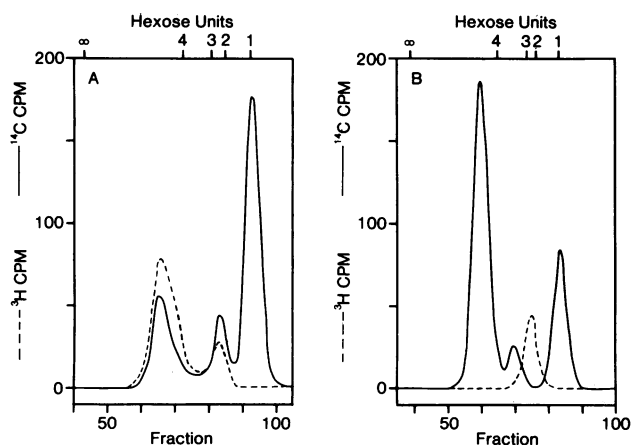 Hexose Units
∞ 4 3 2 1
A
200
100
0
¹⁴C CPM
³H CPM
50 100
Fraction
Hexose Units
∞ 4 3 2 1
B
200
100
0
¹⁴C CPM
³H CPM
50 100
Fraction